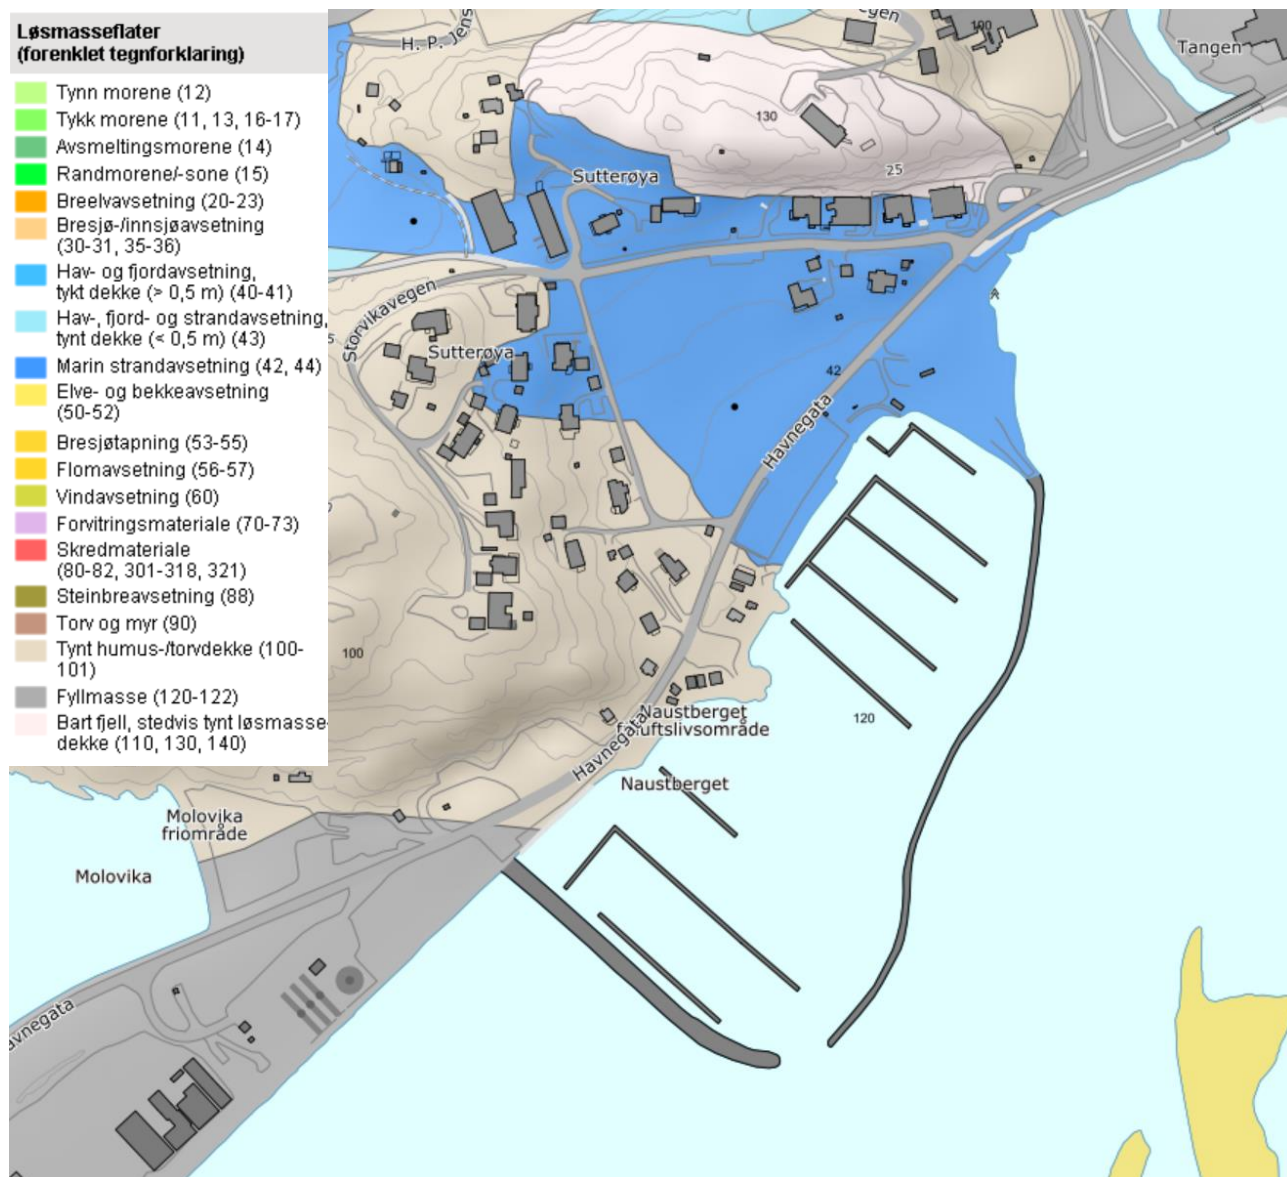 Løsmasseflater
(forenklet tegnforklaring)
Tynn morene (12)
Tykk morene (11, 13, 16-17)
Avsmeltingsmorene (14)
Randmorene/-sone (15)
Breelvavsetning (20-23)
Bresjø-/innsjøavsetning
(30-31, 35-36)
Hav- og fjordavsetning,
tykt dekke (> 0,5 m) (40-41)
Hav-, fjord- og strandavsetning,
tynt dekke (< 0,5 m) (43)
Marin strandavsetning (42, 44)
Elve- og bekkeavsetning
(50-52)
Bresjøtapning (53-55)
Flomavsetning (56-57)
Vindavsetning (60)
Forvitringsmateriale (70-73)
Skredmateriale
(80-82, 301-318, 321)
Steinbreavsetning (88)
Torv og myr (90)
Tynt humus-/torvdekke (100-
101)
Fyllmasse (120-122)
Bart fjell, stedvis tynt løsmasse-
dekke (110, 130, 140)
H. P. Jens
egen
100
Tangen
130
25
Sutterøya
Storvikavegen
5
Sutterøya
42
Havnegata
100
Naustberget
friluftslivsområde
120
Havnegata
Naustberget
Molovika
friområde
Molovika
avnegata